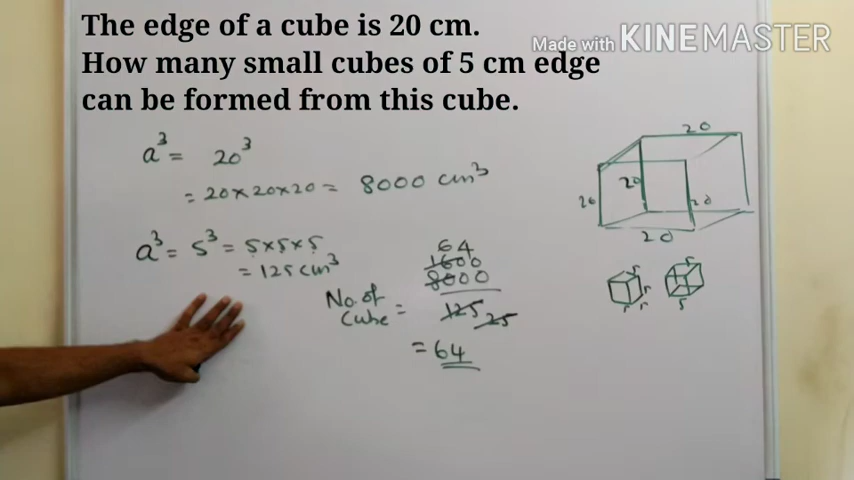 The edge of a cube is 20 cm.
Made with KINEMASTER
How many small cubes of 5 cm edge
can be formed from this cube.
a³ = 20³
= 20×20×20 = 8000 cm³
a³ = 5³ = 5×5×5
= 125 cm³
64
1600
8000
No. of
Cube =
125 25
= 64
20
20
20
20
20
5